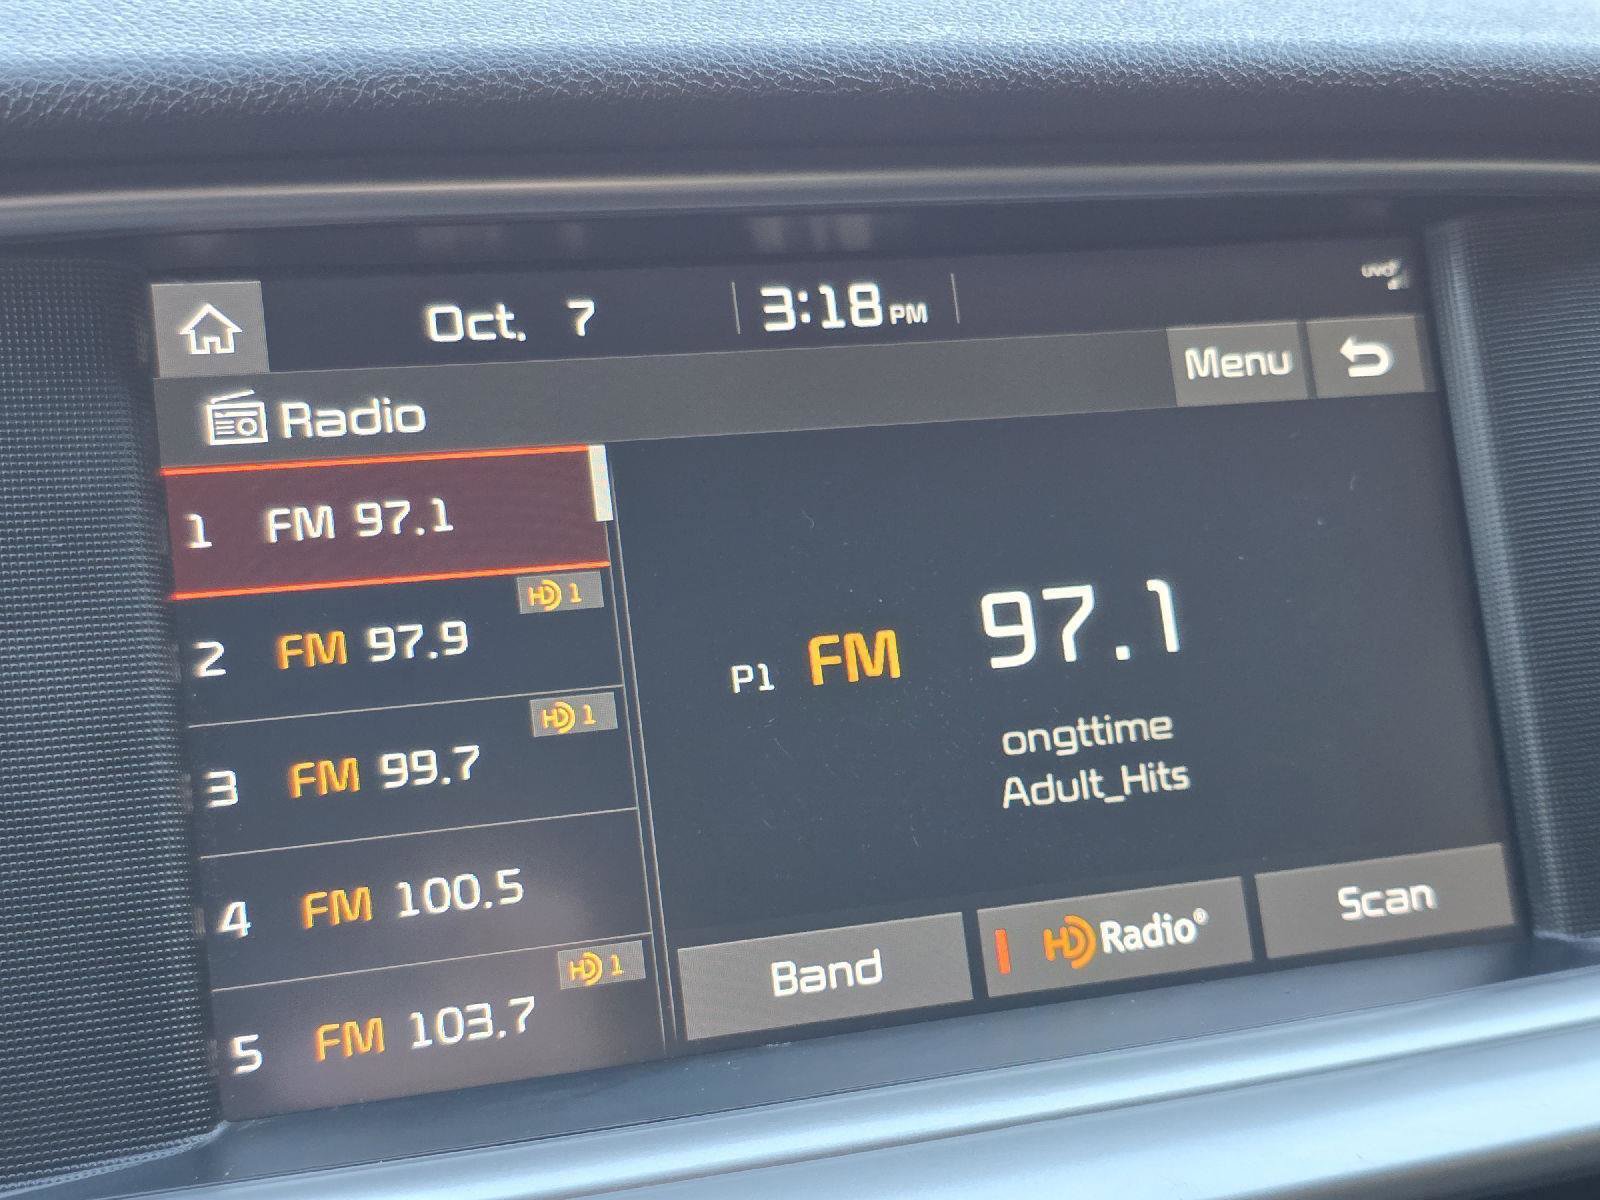 Oct. 7 3:18 PM
Menu
Radio
1 FM 97.1
HD 1
2 FM 97.9
HD 1
3 FM 99.7
4 FM 100.5
HD 1
5 FM 103.7
P1 FM 97.1
ongttime
Adult_Hits
Band
HD Radio®
Scan